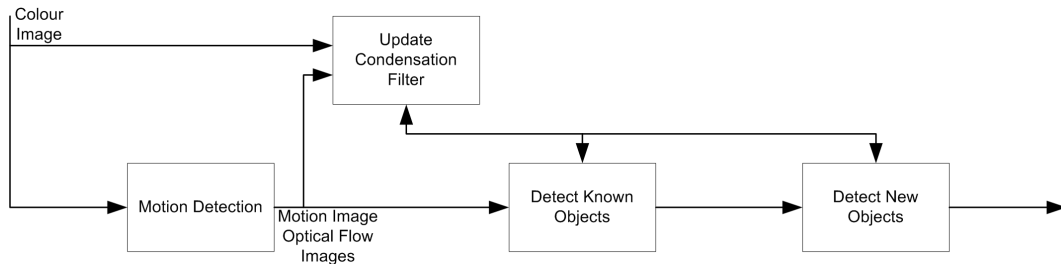 Colour
Image
Update
Condensation
Filter
Motion Detection
Motion Image
Optical Flow
Images
Detect Known
Objects
Detect New
Objects